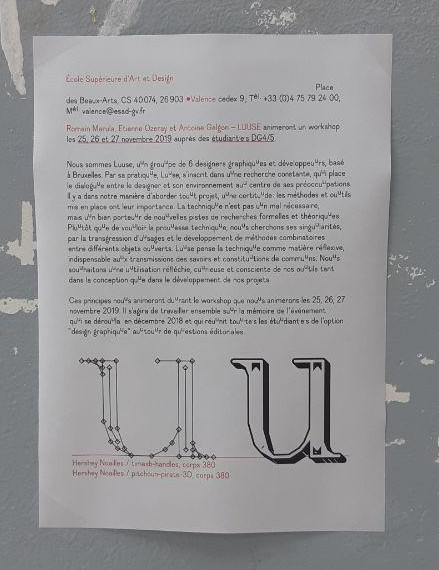 École Supérieure d'Art et Design
Place
des Beaux-Arts, CS 40074, 26903 •Valence cedex 9, Tél +33 (0)4 75 79 24 00,
Mél valence@esad-gv.fr
Romain Marula, Etienne Ozeray et Antoine Gelgon – LUUSE animeront un workshop
les 25, 26 et 27 novembre 2019 auprès des étudiant·e·s DG4/5.
Nous sommes Luuse, un groupe de 6 designers graphiques et développeurs, basé
à Bruxelles. Par sa pratique, Luuse, s'inscrit dans une recherche constante, qui place
le dialogue entre le designer et son environnement au centre de ses préoccupations.
Il y a dans notre manière d'aborder tout projet, une certitude: les méthodes et outils
mis en place ont leur importance. La technique n'est pas un mal nécessaire,
mais un bien porteur de nouvelles pistes de recherches formelles et théoriques.
Plutôt que de vouloir la prouesse technique, nous cherchons ses singularités,
par la transgression d'usages et le développement de méthodes combinatoires
entre différents objets ouverts. Luuse pense la technique comme matière réflexive,
indispensable aux transmissions des savoirs et constitutions de communs. Nous
souhaitons une utilisation réfléchie, curieuse et consciente de nos outils tant
dans la conception que dans le développement de nos projets.
Ces principes nous animeront durant le workshop que nous animerons les 25, 26, 27
novembre 2019. Il s'agira de travailler ensemble sur la mémoire de l'événement
qui se déroula en décembre 2018 et qui réunit tou·te·s les étudiant·e·s de l'option
"design graphique" autour de questions éditoriales.
u u
Hershey Noailles / timesh-handles, corps 380
Hershey Noailles / pitchoun-pirate-3D, corps 380